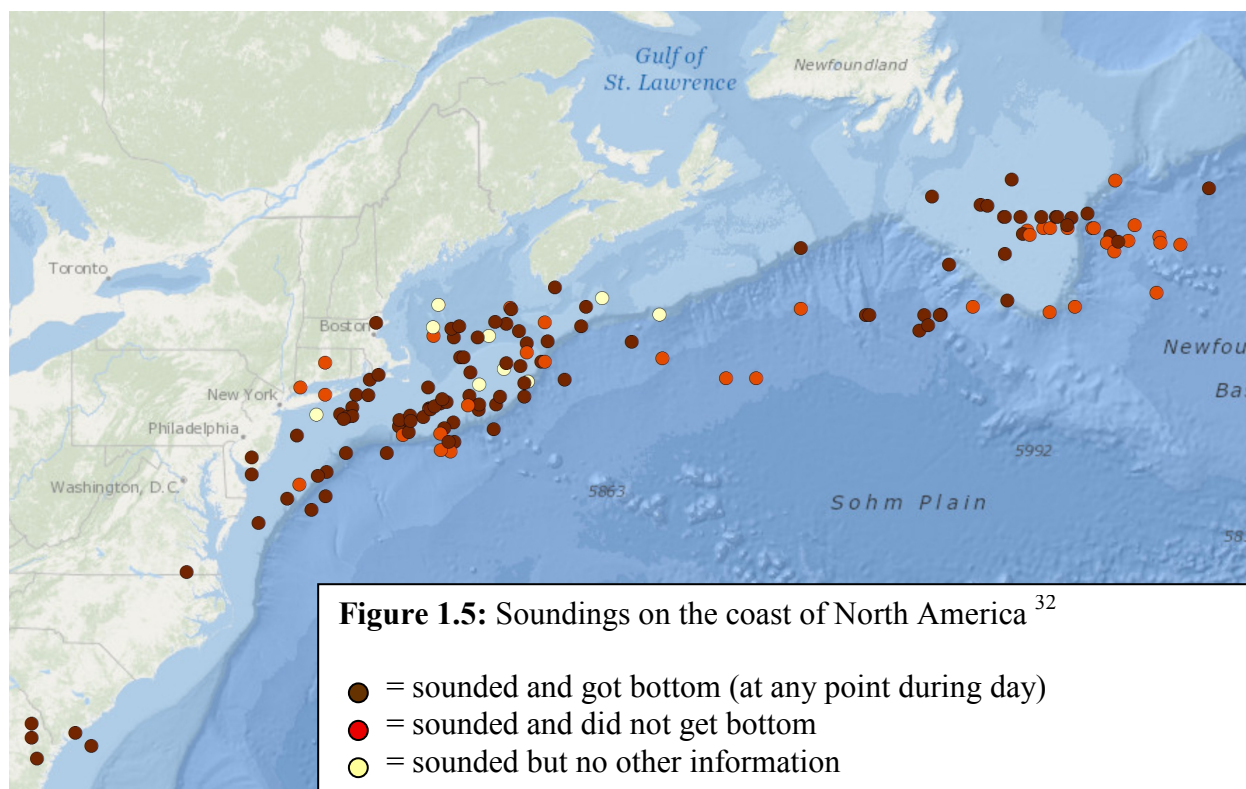 Gulf of
St. Lawrence
Newfoundland
Toronto
Boston
New York
Philadelphia
Washington, D.C.
Newfou
Ba
5992
5863
Sohm Plain
58
Figure 1.5: Soundings on the coast of North America 32
= sounded and got bottom (at any point during day)
= sounded and did not get bottom
= sounded but no other information